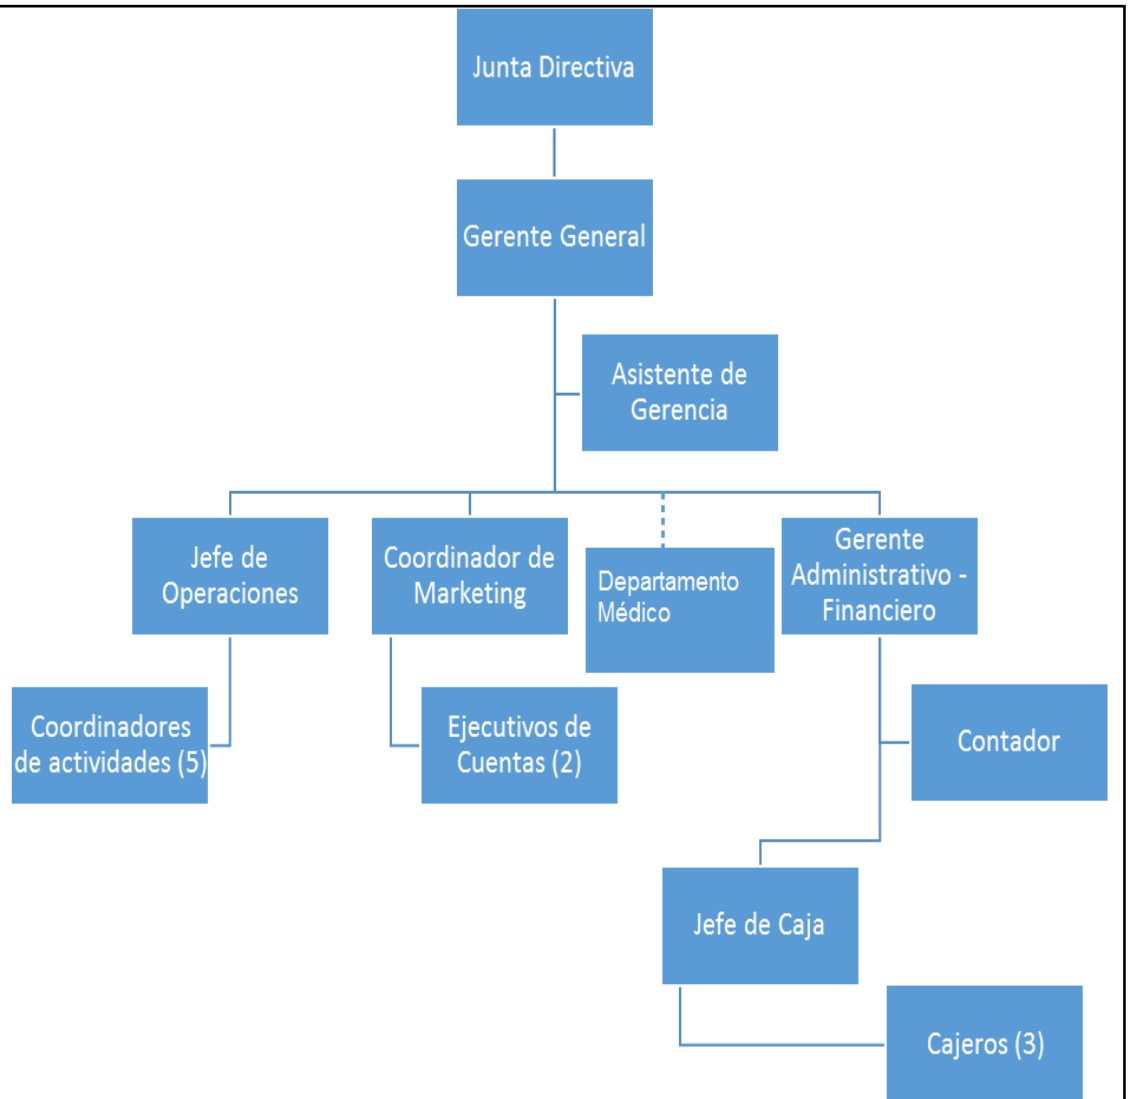 Junta Directiva
Gerente General
Asistente de
Gerencia
Jefe de
Operaciones
Coordinador de
Marketing
Departamento
Médico
Gerente
Administrativo -
Financiero
Coordinadores
de actividades (5)
Ejecutivos de
Cuentas (2)
Contador
Jefe de Caja
Cajeros (3)